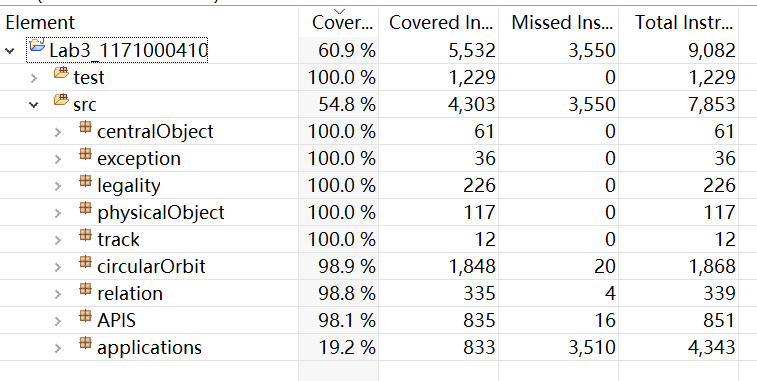 Element Cover... Covered In... Missed Ins... Total Instr...
Lab3_1171000410 60.9 % 5,532 3,550 9,082
test 100.0 % 1,229 0 1,229
src 54.8 % 4,303 3,550 7,853
centralObject 100.0 % 61 0 61
exception 100.0 % 36 0 36
legality 100.0 % 226 0 226
physicalObject 100.0 % 117 0 117
track 100.0 % 12 0 12
circularOrbit 98.9 % 1,848 20 1,868
relation 98.8 % 335 4 339
APIS 98.1 % 835 16 851
applications 19.2 % 833 3,510 4,343